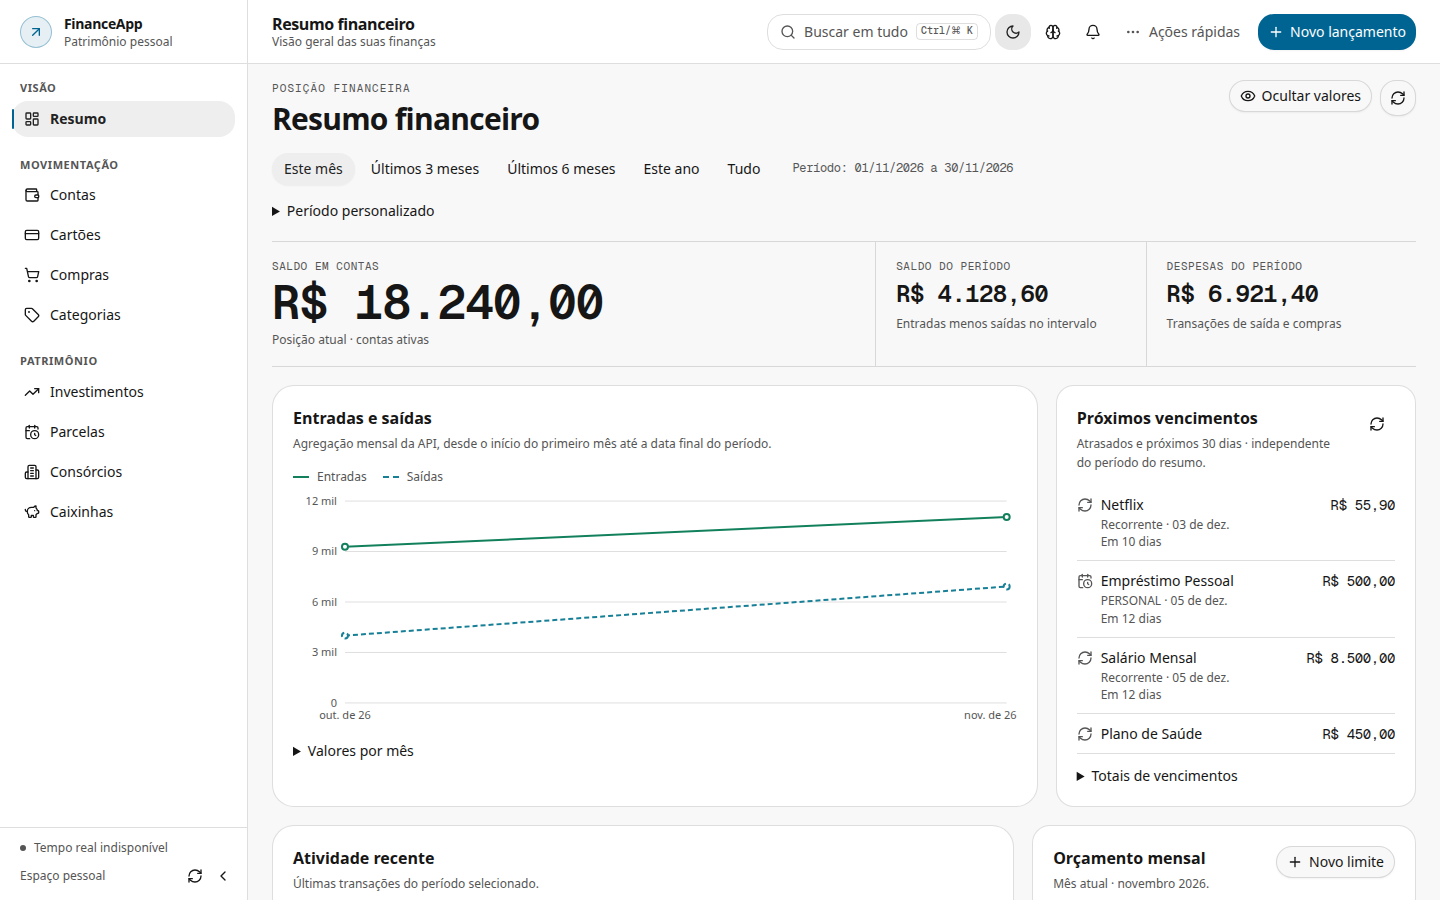 FinanceApp
Patrimônio pessoal
VISÃO
Resumo
MOVIMENTAÇÃO
Contas
Cartões
Compras
Categorias
PATRIMÔNIO
Investimentos
Parcelas
Consórcios
Caixinhas
Tempo real indisponível
Espaço pessoal
Resumo financeiro
Visão geral das suas finanças
Buscar em tudo Ctrl/⌘ K
Ações rápidas
Novo lançamento
POSIÇÃO FINANCEIRA
Resumo financeiro
Ocultar valores
Este mês Últimos 3 meses Últimos 6 meses Este ano Tudo Período: 01/11/2026 a 30/11/2026
Período personalizado
SALDO EM CONTAS
R$ 18.240,00
Posição atual · contas ativas
SALDO DO PERÍODO
R$ 4.128,60
Entradas menos saídas no intervalo
DESPESAS DO PERÍODO
R$ 6.921,40
Transações de saída e compras
Entradas e saídas
Agregação mensal da API, desde o início do primeiro mês até a data final do período.
Entradas Saídas
12 mil
9 mil
6 mil
3 mil
0
out. de 26 nov. de 26
Valores por mês
Próximos vencimentos
Atrasados e próximos 30 dias · independente
do período do resumo.
Netflix R$ 55,90
Recorrente · 03 de dez.
Em 10 dias
Empréstimo Pessoal R$ 500,00
PERSONAL · 05 de dez.
Em 12 dias
Salário Mensal R$ 8.500,00
Recorrente · 05 de dez.
Em 12 dias
Plano de Saúde R$ 450,00
Totais de vencimentos
Atividade recente
Últimas transações do período selecionado.
Orçamento mensal
Mês atual · novembro 2026.
Novo limite